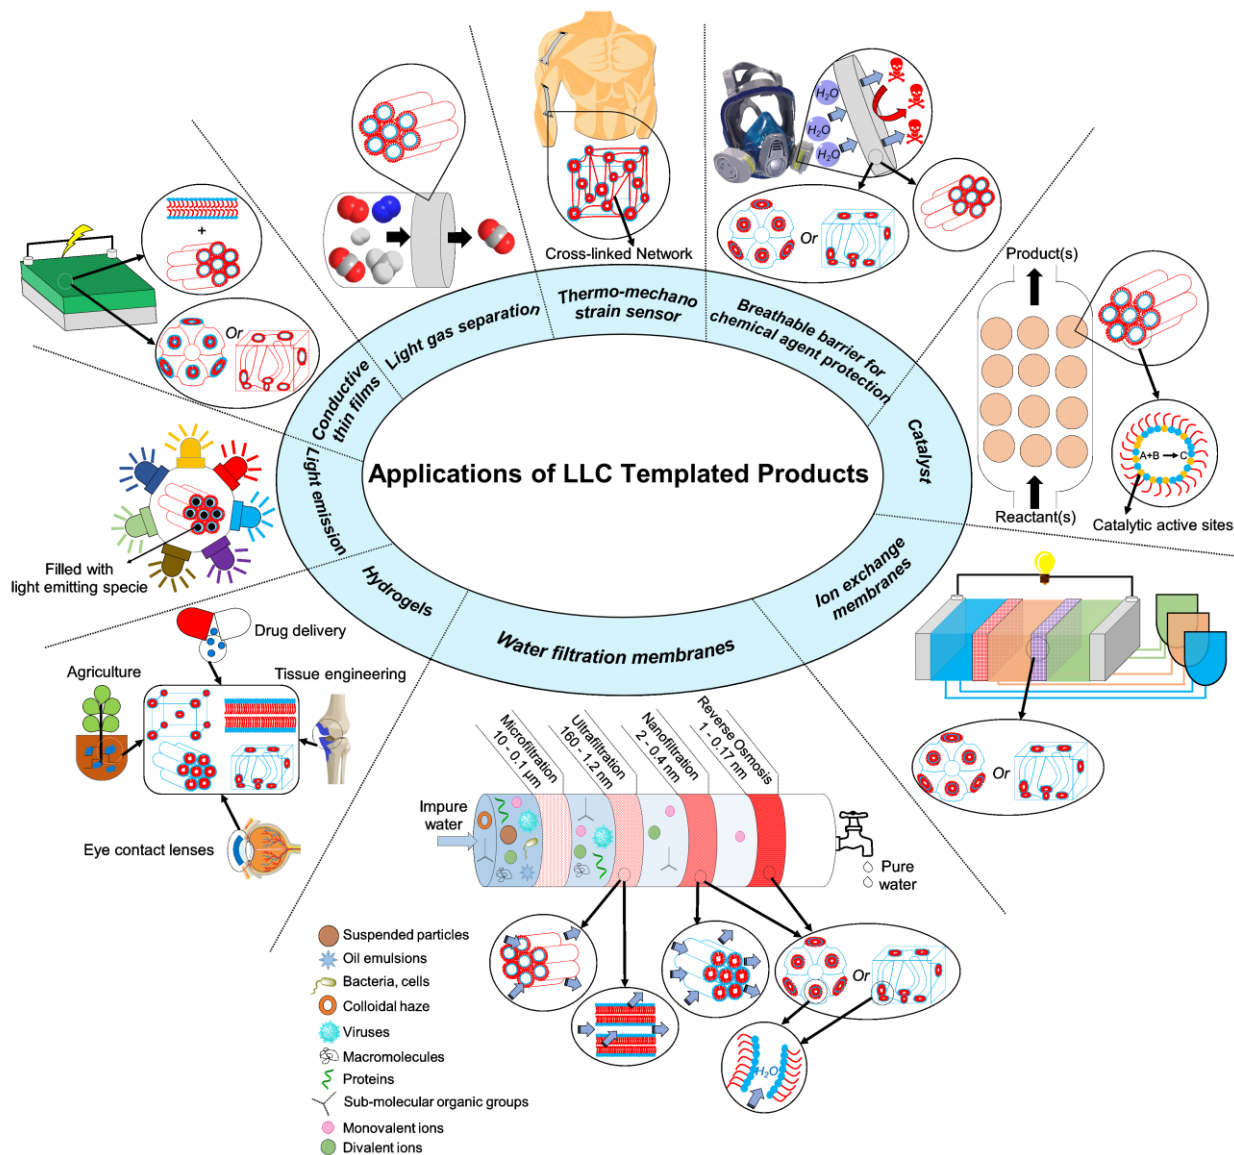 H₂O
H₂O
H₂O
Or
Cross-linked Network
Product(s)
+
Or
Light gas separation
Thermo-mechano
strain sensor
Breathable barrier for
chemical agent protection
Conductive
thin films
Catalyst
A+B → C
Reactant(s)
Catalytic active sites
Applications of LLC Templated Products
Light emission
Filled with
light emitting specie
Hydrogels
Ion exchange
membranes
Water filtration membranes
Drug delivery
Agriculture
Tissue engineering
Eye contact lenses
Or
Microfiltration
10 - 0.1 µm
Ultrafiltration
160 - 1.2 nm
Nanofiltration
2 - 0.4 nm
Reverse Osmosis
1 - 0.17 nm
Impure
water
Pure
water
Or
H₂O
Suspended particles
Oil emulsions
Bacteria, cells
Colloidal haze
Viruses
Macromolecules
Proteins
Sub-molecular organic groups
Monovalent ions
Divalent ions